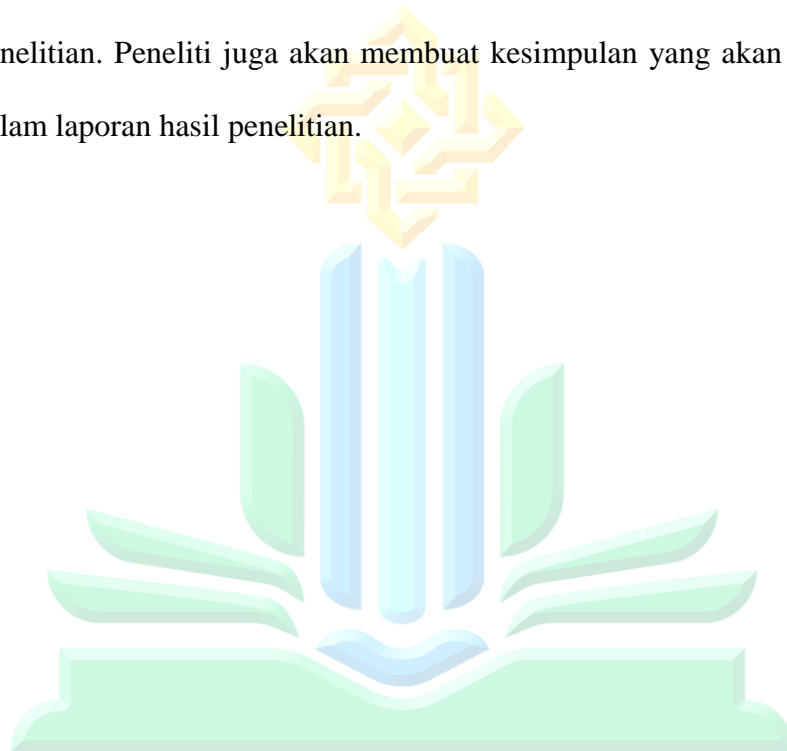 nelitian. Peneliti juga akan membuat kesimpulan yang akan
lam laporan hasil penelitian.